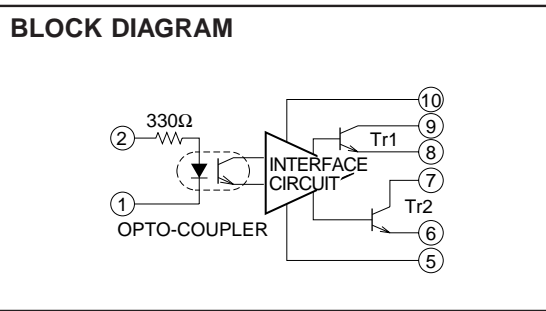 BLOCK DIAGRAM
10
330Ω
9
2
Tr1
8
INTERFACE
CIRCUIT
7
1
Tr2
OPTO-COUPLER
6
5